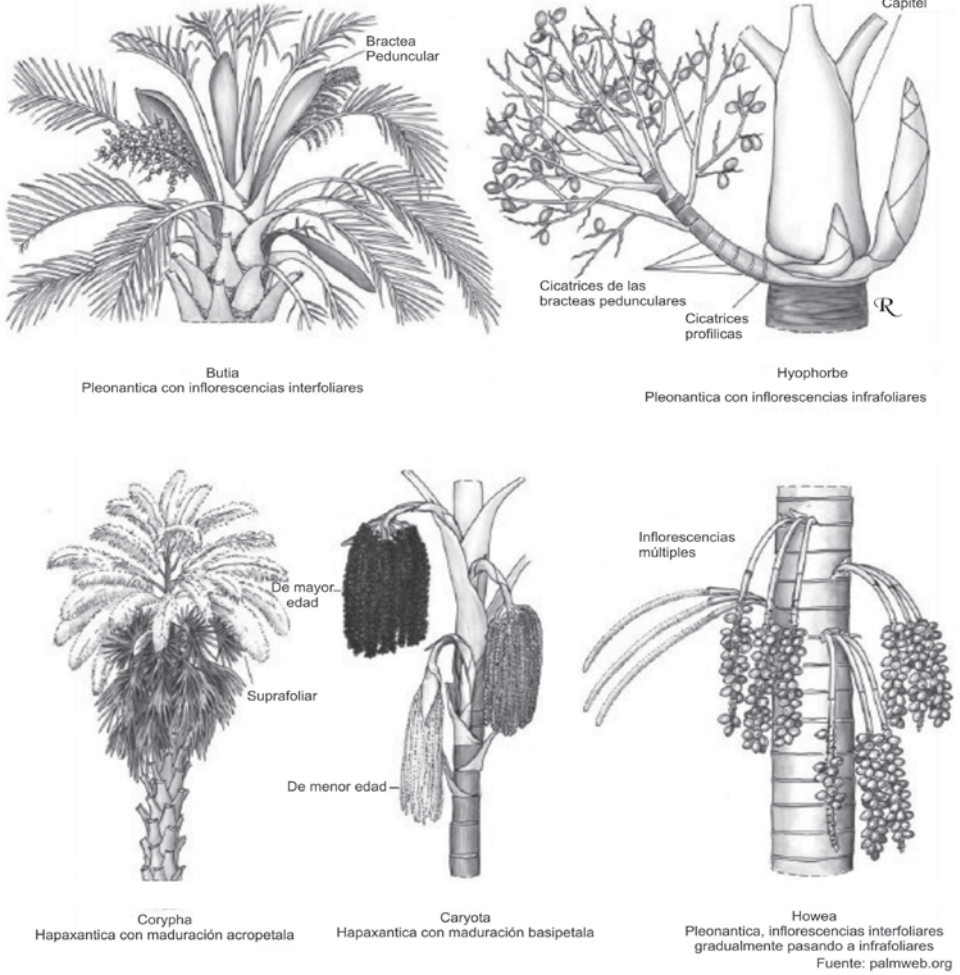 Capitel
Bractea
Peduncular
Cicatrices de las
bracteas pedunculares
Cicatrices
profilicas
R
Butia
Pleonantica con inflorescencias interfoliares
Hyophorbe
Pleonantica con inflorescencias infrafoliares
De mayor
edad
Suprafoliar
De menor edad
Inflorescencias
múltiples
Corypha
Hapaxantica con maduración acropetala
Caryota
Hapaxantica con maduración basipetala
Howea
Pleonantica, inflorescencias interfoliares
gradualmente pasando a infrafoliares
Fuente: palmweb.org